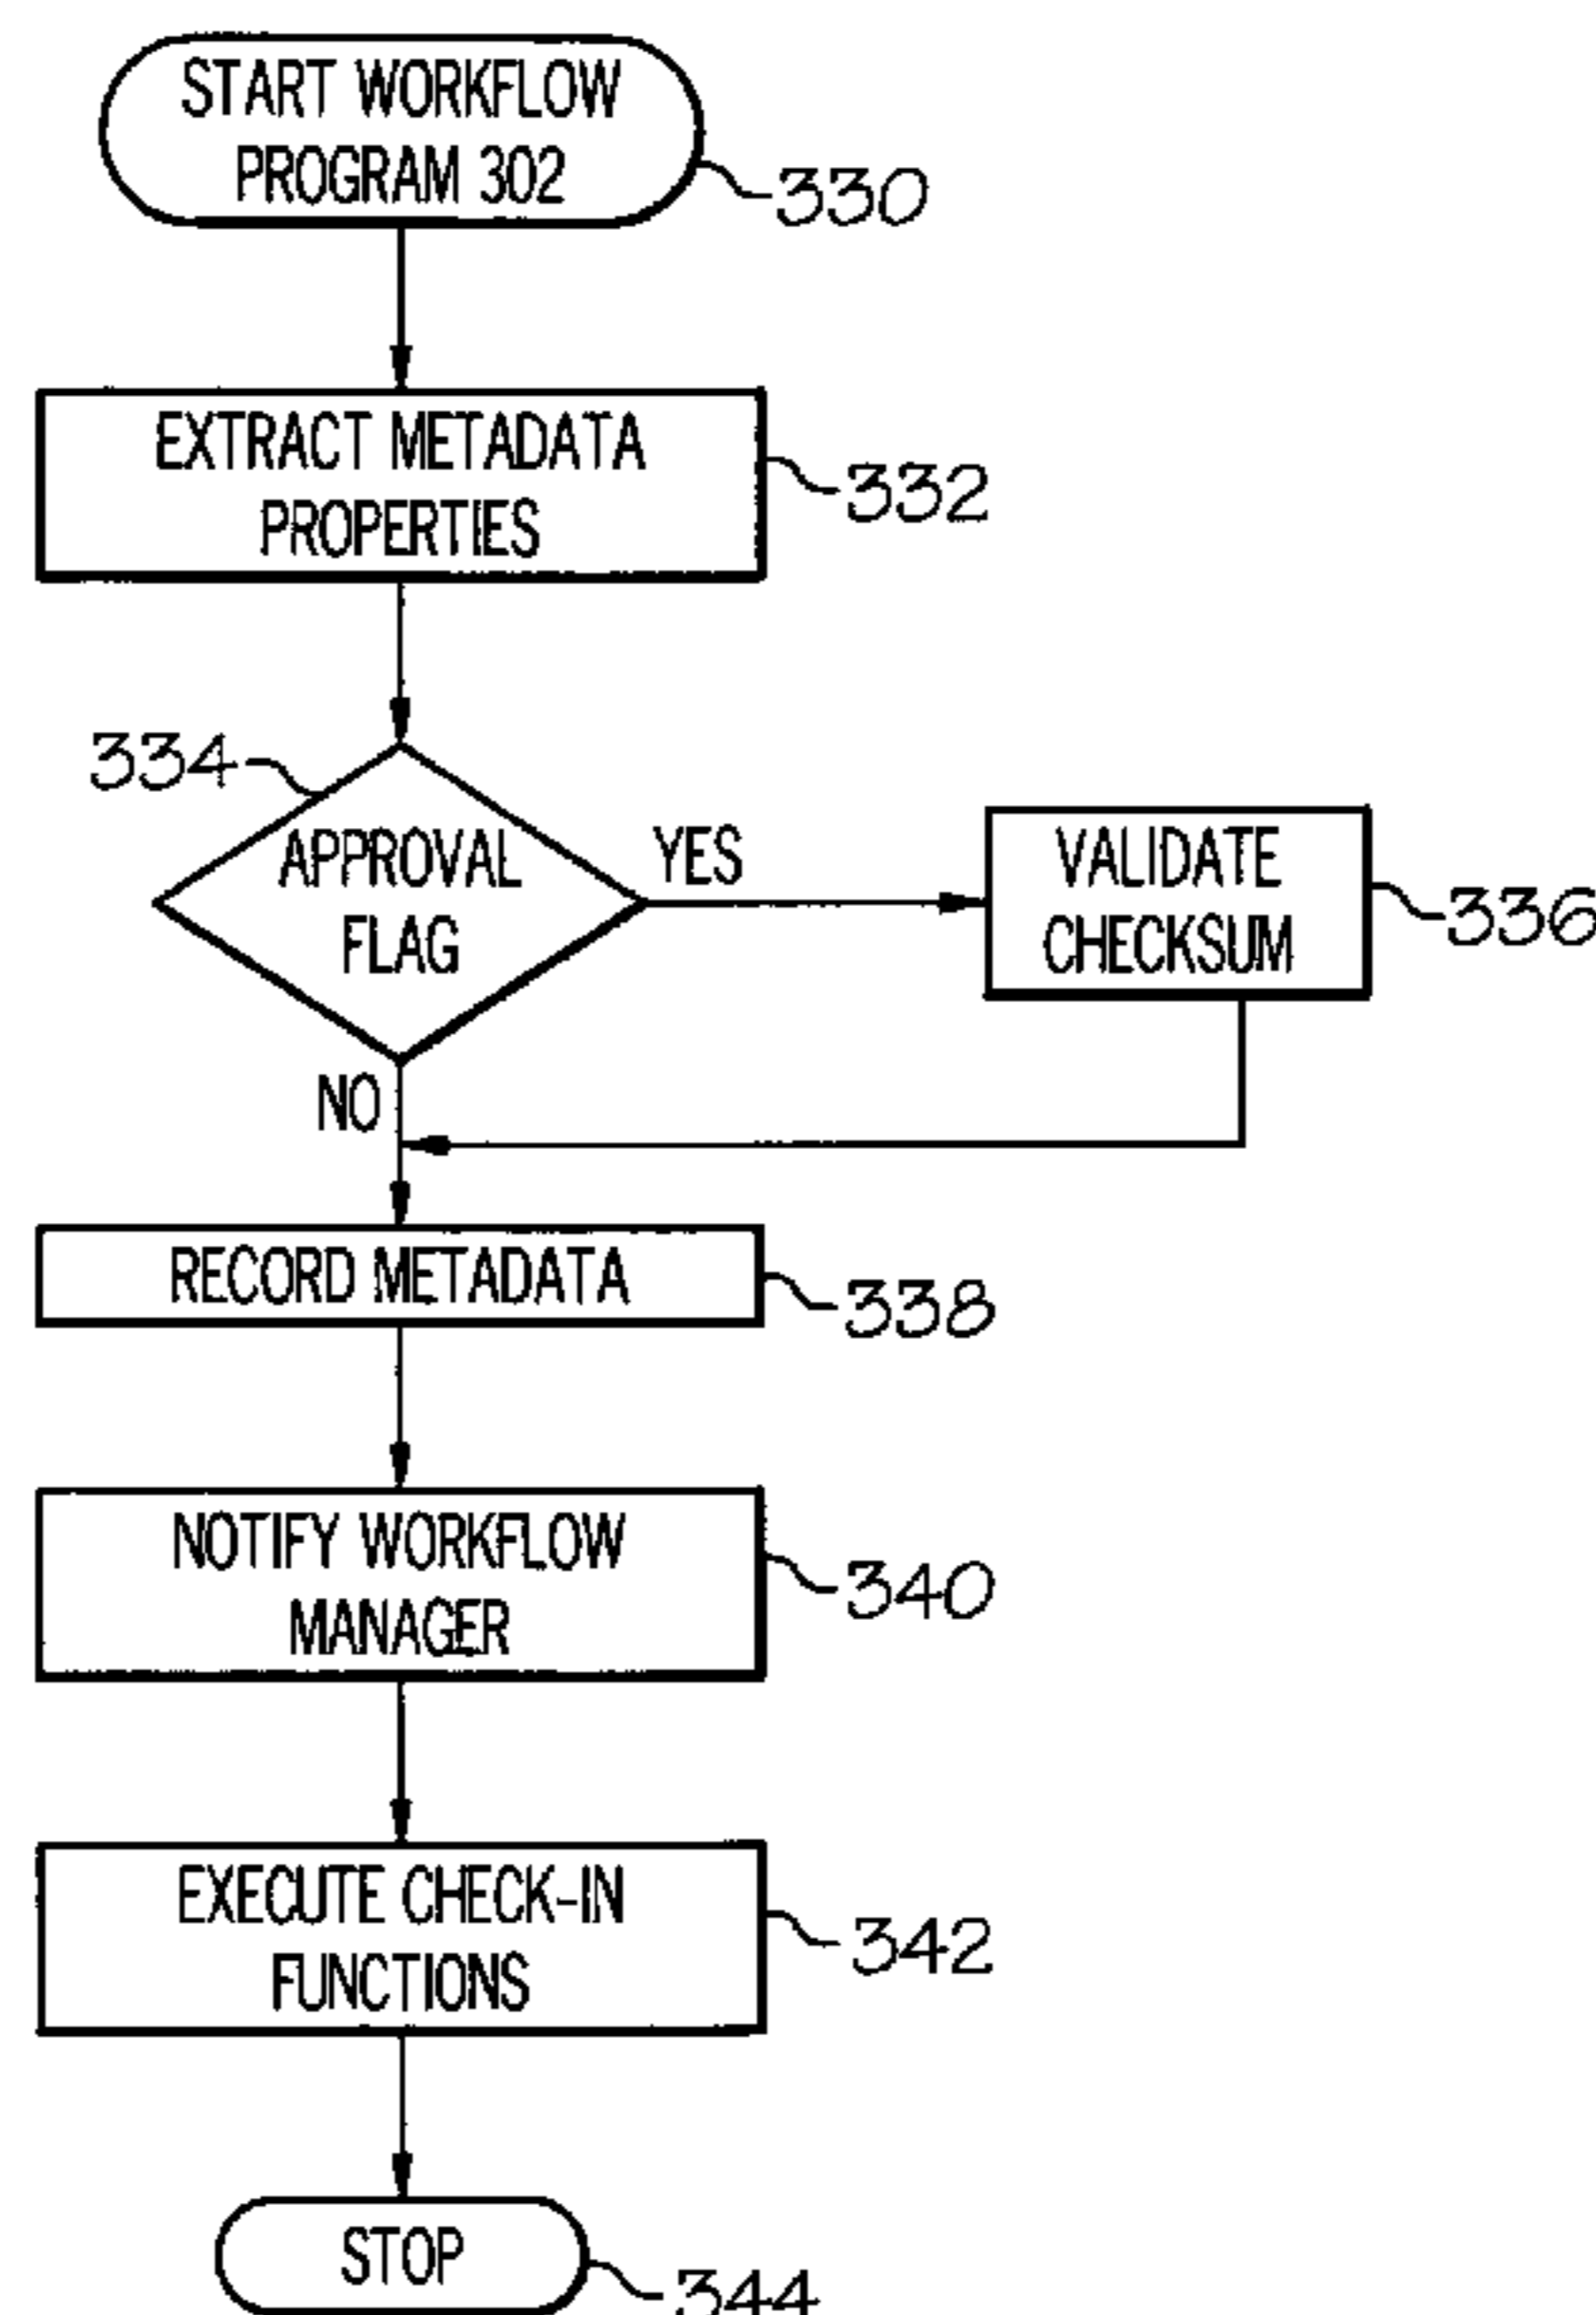 START WORKFLOW
PROGRAM 302
330
EXTRACT METADATA
PROPERTIES
332
334
APPROVAL
FLAG
YES
VALIDATE
CHECKSUM
336
NO
RECORD METADATA
338
NOTIFY WORKFLOW
MANAGER
340
EXECUTE CHECK-IN
FUNCTIONS
342
STOP
344